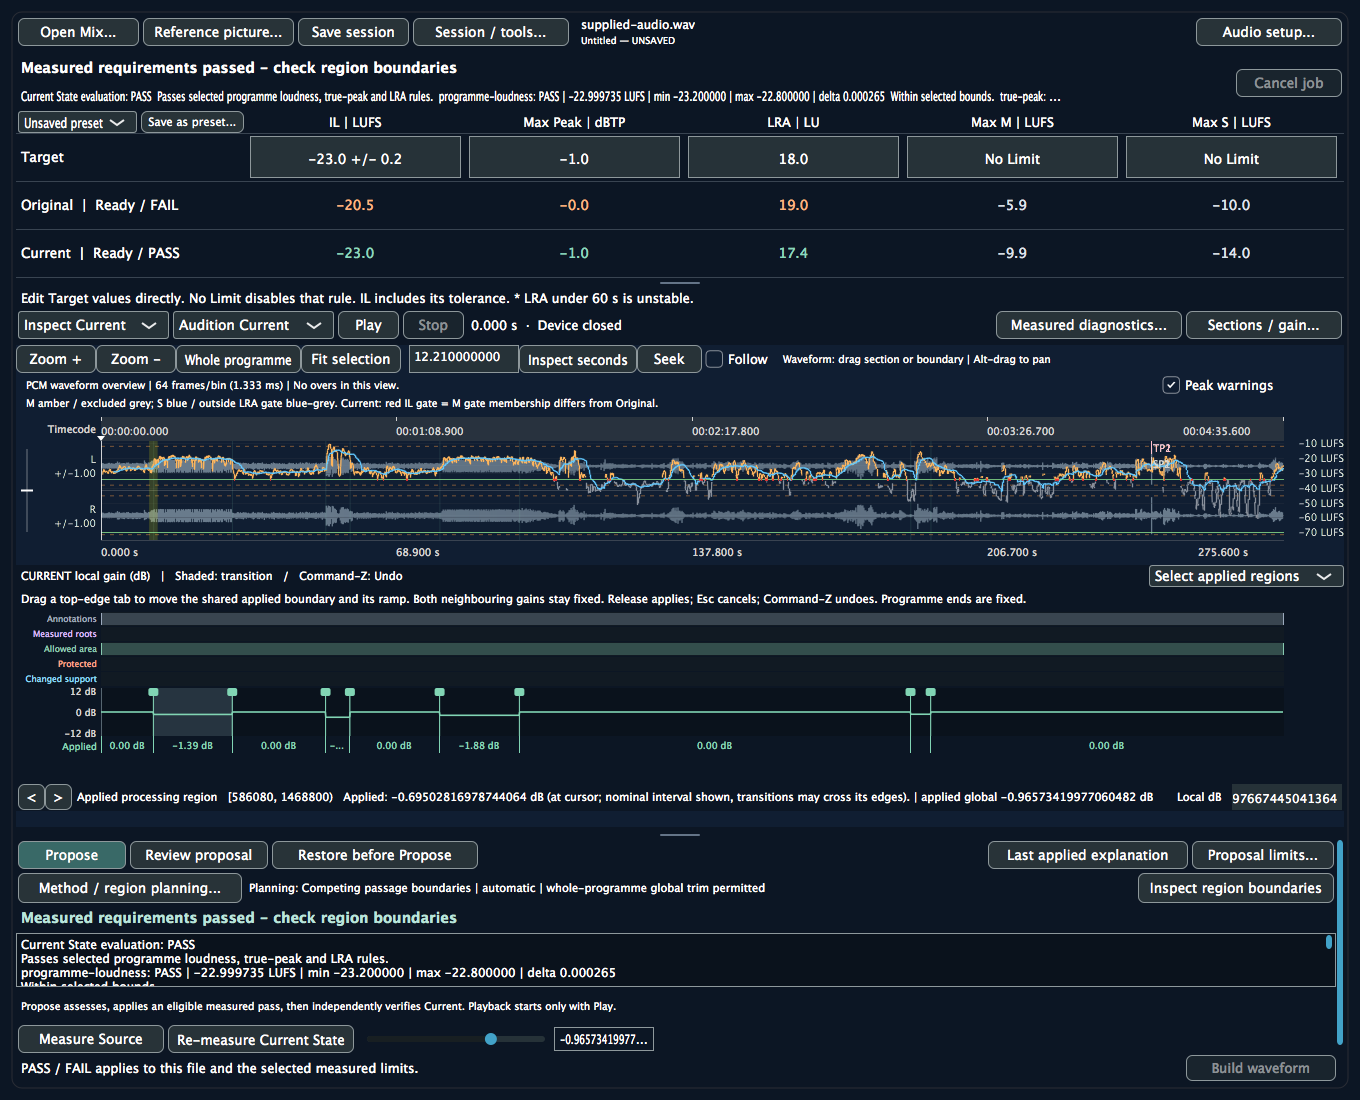 Open Mix... Reference picture... Save session Session / tools... supplied-audio.wav Audio setup...
Untitled — UNSAVED
Measured requirements passed – check region boundaries
Cancel job
Current State evaluation: PASS Passes selected programme loudness, true-peak and LRA rules. programme-loudness: PASS | -22.999735 LUFS | min -23.200000 | max -22.800000 | delta 0.000265 Within selected bounds. true-peak: ...
Unsaved preset Save as preset... IL | LUFS Max Peak | dBTP LRA | LU Max M | LUFS Max S | LUFS
Target -23.0 +/- 0.2 -1.0 18.0 No Limit No Limit
Original | Ready / FAIL -20.5 -0.0 19.0 -5.9 -10.0
Current | Ready / PASS -23.0 -1.0 17.4 -9.9 -14.0
Edit Target values directly. No Limit disables that rule. IL includes its tolerance. * LRA under 60 s is unstable.
Inspect Current Audition Current Play Stop 0.000 s · Device closed Measured diagnostics... Sections / gain...
Zoom + Zoom – Whole programme Fit selection 12.210000000 Inspect seconds Seek Follow Waveform: drag section or boundary | Alt-drag to pan
PCM waveform overview | 64 frames/bin (1.333 ms) | No overs in this view. Peak warnings
M amber / excluded grey; S blue / outside LRA gate blue-grey. Current: red IL gate = M gate membership differs from Original.
Timecode 00:00:00.000 00:01:08.900 00:02:17.800 00:03:26.700 00:04:35.600
-10 LUFS
TP2
L -20 LUFS
+/-1.00 -30 LUFS
-40 LUFS
-50 LUFS
R
+/-1.00 -60 LUFS
-70 LUFS
0.000 s 68.900 s 137.800 s 206.700 s 275.600 s
CURRENT local gain (dB) | Shaded: transition / Command-Z: Undo Select applied regions
Drag a top-edge tab to move the shared applied boundary and its ramp. Both neighbouring gains stay fixed. Release applies; Esc cancels; Command-Z undoes. Programme ends are fixed.
Annotations
Measured roots
Allowed area
Protected
Changed support
12 dB
0 dB
-12 dB
Applied 0.00 dB -1.39 dB 0.00 dB -... 0.00 dB -1.88 dB 0.00 dB 0.00 dB
< > Applied processing region [586080, 1468800) Applied: -0.69502816978744064 dB (at cursor; nominal interval shown, transitions may cross its edges). | applied global -0.96573419977060482 dB Local dB 97667445041364
Propose Review proposal Restore before Propose Last applied explanation Proposal limits...
Method / region planning... Planning: Competing passage boundaries | automatic | whole-programme global trim permitted Inspect region boundaries
Measured requirements passed – check region boundaries
Current State evaluation: PASS
Passes selected programme loudness, true-peak and LRA rules.
programme-loudness: PASS | -22.999735 LUFS | min -23.200000 | max -22.800000 | delta 0.000265
Within selected bounds.
Propose assesses, applies an eligible measured pass, then independently verifies Current. Playback starts only with Play.
Measure Source Re-measure Current State -0.96573419977...
PASS / FAIL applies to this file and the selected measured limits. Build waveform